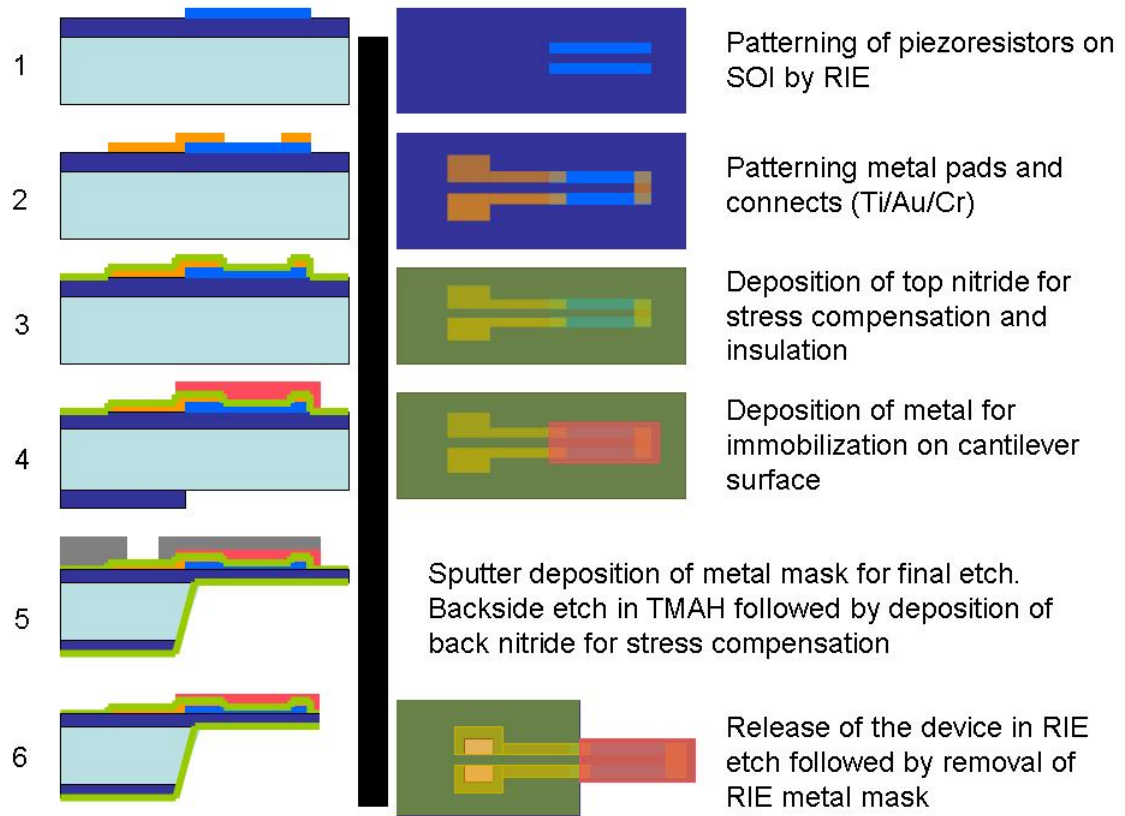 1
Patterning of piezoresistors on
SOI by RIE
2
Patterning metal pads and
connects (Ti/Au/Cr)
3
Deposition of top nitride for
stress compensation and
insulation
4
Deposition of metal for
immobilization on cantilever
surface
5
Sputter deposition of metal mask for final etch.
Backside etch in TMAH followed by deposition of
back nitride for stress compensation
6
Release of the device in RIE
etch followed by removal of
RIE metal mask